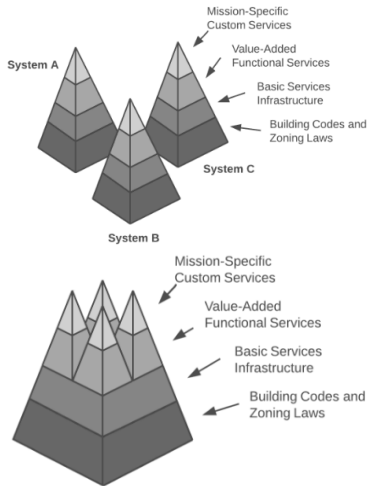 Mission-Specific
Custom Services
System A
Value-Added
Functional Services
Basic Services
Infrastructure
Building Codes and
Zoning Laws
System C
System B
Mission-Specific
Custom Services
Value-Added
Functional Services
Basic Services
Infrastructure
Building Codes and
Zoning Laws